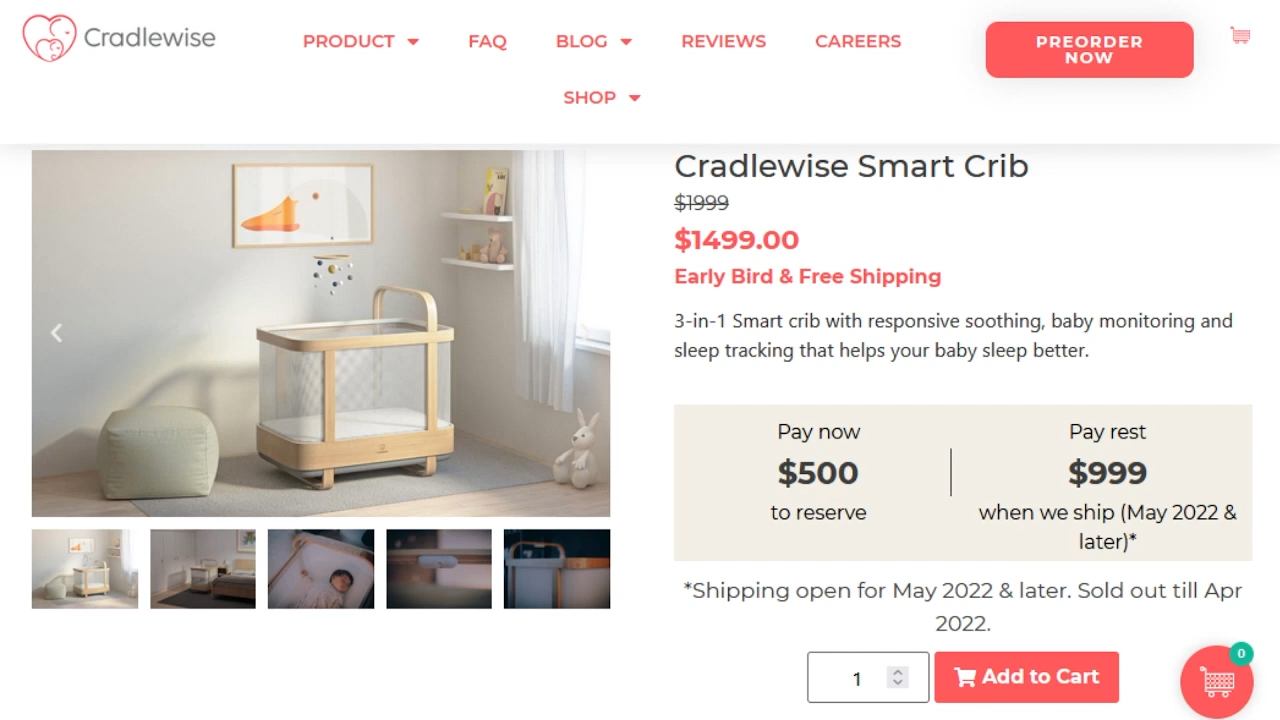 Cradlewise
PRODUCT
FAQ
BLOG
REVIEWS
CAREERS
SHOP
PREORDER
NOW
Cradlewise Smart Crib
$1999
$1499.00
Early Bird & Free Shipping
3-in-1 Smart crib with responsive soothing, baby monitoring and
sleep tracking that helps your baby sleep better.
Pay now
$500
to reserve
Pay rest
$999
when we ship (May 2022 &
later)*
*Shipping open for May 2022 & later. Sold out till Apr
2022.
1
Add to Cart
0